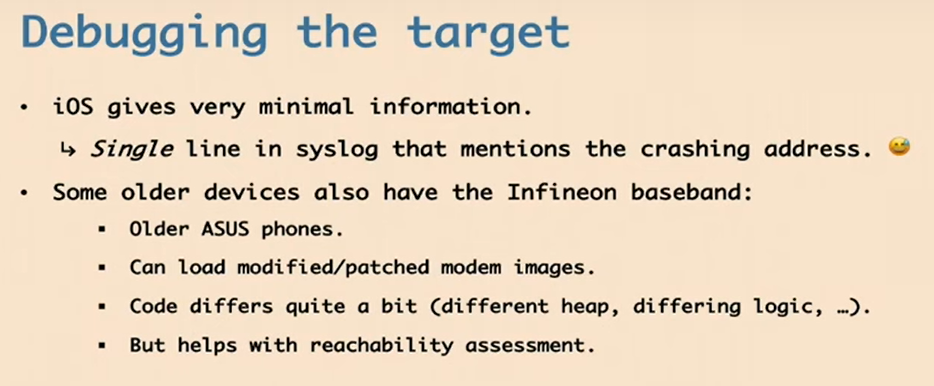 Debugging the target
• iOS gives very minimal information.
↳ Single line in syslog that mentions the crashing address. 😅
• Some older devices also have the Infineon baseband:
▪ Older ASUS phones.
▪ Can load modified/patched modem images.
▪ Code differs quite a bit (different heap, differing logic, …).
▪ But helps with reachability assessment.